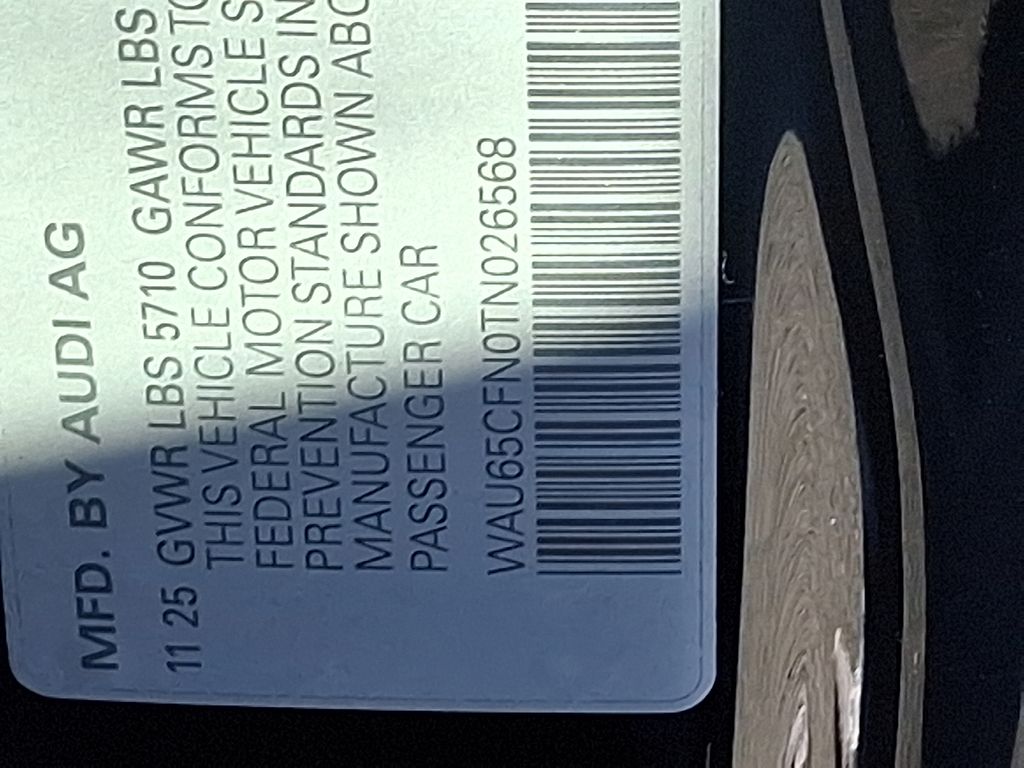 MFD. BY AUDI AG
11 25 GVWR LBS 5710 GAWR LBS
THIS VEHICLE CONFORMS TO
FEDERAL MOTOR VEHICLE S
PREVENTION STANDARDS IN
MANUFACTURE SHOWN ABO
PASSENGER CAR
WAU65CFN0TN026568